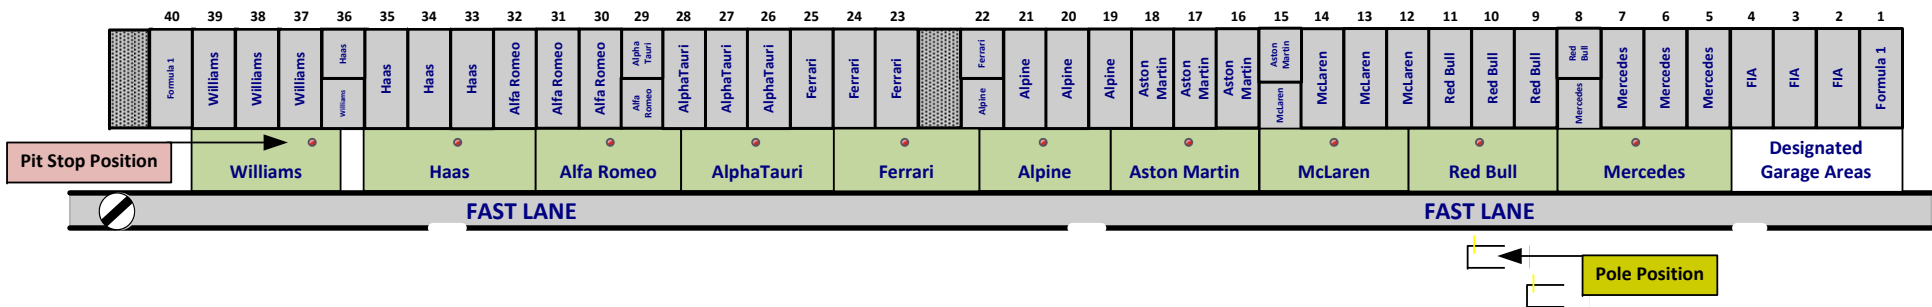 40 39 38 37 36 35 34 33 32 31 30 29 28 27 26 25 24 23 22 21 20 19 18 17 16 15 14 13 12 11 10 9 8 7 6 5 4 3 2 1
Formula 1
Williams
Williams
Williams
Haas
Williams
Haas
Haas
Haas
Alfa Romeo
Alfa Romeo
Alfa Romeo
Alpha
Tauri
Alfa
Romeo
AlphaTauri
AlphaTauri
AlphaTauri
Ferrari
Ferrari
Ferrari
Ferrari
Alpine
Alpine
Alpine
Alpine
Aston
Martin
Aston
Martin
Aston
Martin
Aston
Martin
McLaren
McLaren
McLaren
McLaren
Red Bull
Red Bull
Red Bull
Red
Bull
Mercedes
Mercedes
Mercedes
Mercedes
FIA
FIA
FIA
Formula 1
Pit Stop Position
Williams
Haas
Alfa Romeo
AlphaTauri
Ferrari
Alpine
Aston Martin
McLaren
Red Bull
Mercedes
Designated
Garage Areas
FAST LANE
FAST LANE
Pole Position